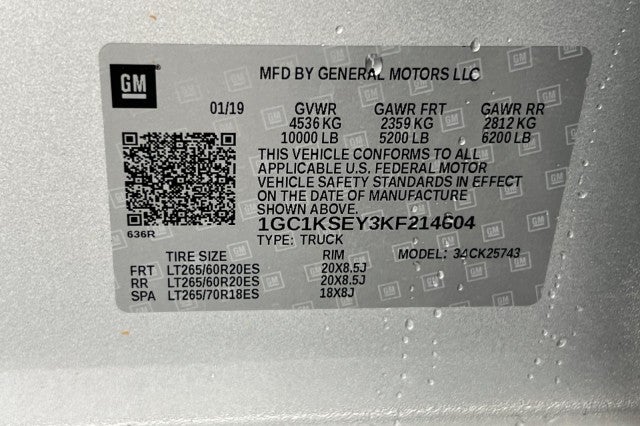 GM
MFD BY GENERAL MOTORS LLC
01/19 GVWR GAWR FRT GAWR RR
4536 KG 2359 KG 2812 KG
10000 LB 5200 LB 6200 LB
THIS VEHICLE CONFORMS TO ALL
APPLICABLE U.S. FEDERAL MOTOR
VEHICLE SAFETY STANDARDS IN EFFECT
ON THE DATE OF MANUFACTURE
SHOWN ABOVE.
636R
1GC1KSEY3KF214604
TYPE: TRUCK
TIRE SIZE RIM MODEL: 34CK25743
FRT LT265/60R20ES 20X8.5J
RR LT265/60R20ES 20X8.5J
SPA LT265/70R18ES 18X8J